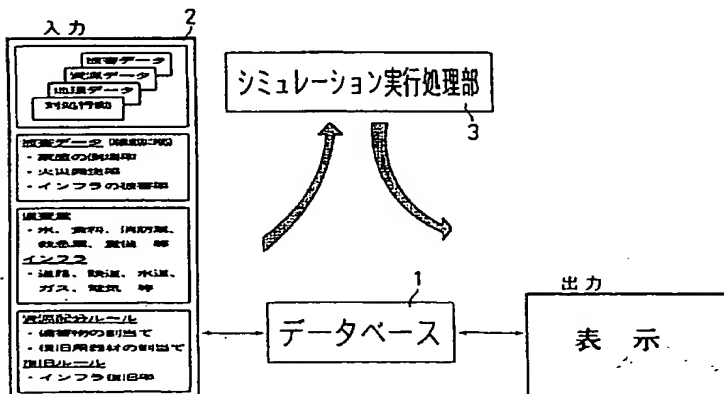 入力
2
被害データ
資源データ
地理データ
対処行動
被害データ
・家屋の倒壊率
・火災発生率
・インフラの被害率
資源量
・水、食料、消防車、
救急車、重機 等
インフラ
・道路、鉄道、水道、
ガス、電気 等
資源配分ルール
・備蓄物の割当て
・復旧用器材の割当て
復旧ルール
・インフラ復旧率
シミュレーション実行処理部
3
1
データベース
出力
表示